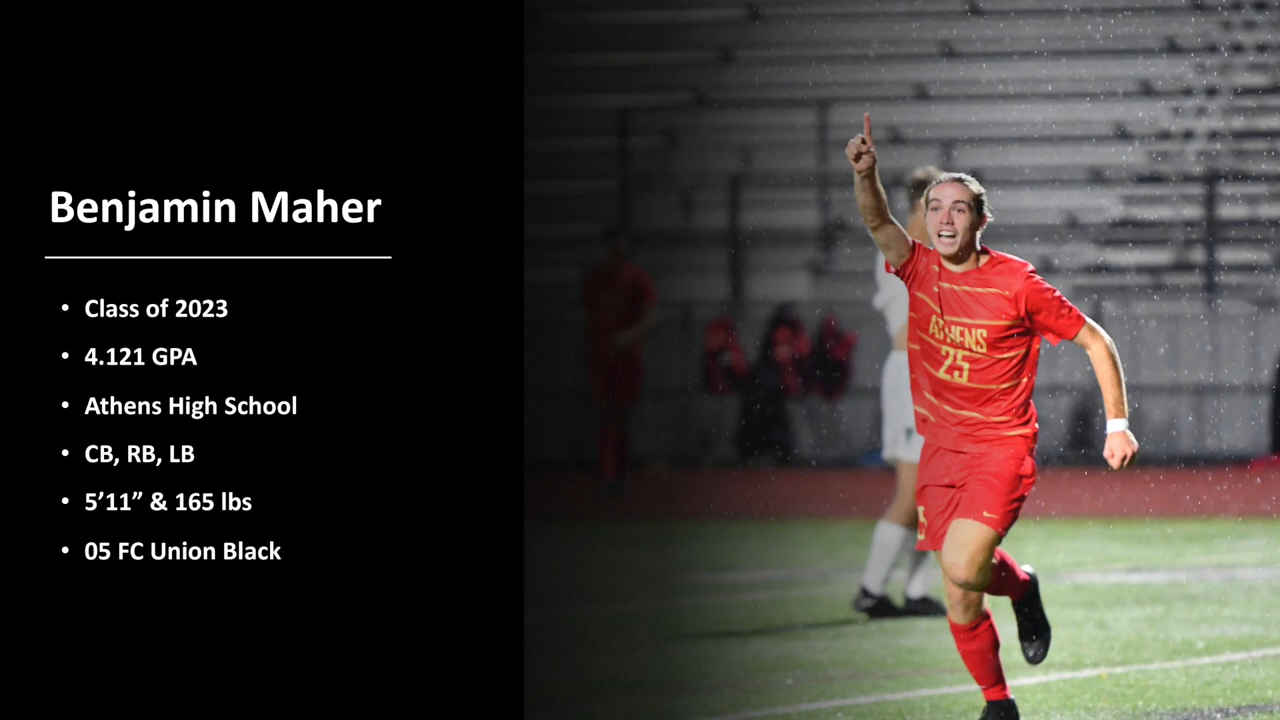 Benjamin Maher
• Class of 2023
• 4.121 GPA
• Athens High School
• CB, RB, LB
• 5’11” & 165 lbs
• 05 FC Union Black
ATHENS
25